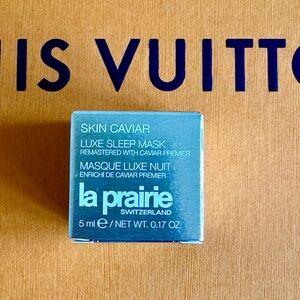 UIS VUITTO
SKIN CAVIAR
LUXE SLEEP MASK
REMASTERED WITH CAVIAR PREMIER
MASQUE LUXE NUIT
ENRICHI DE CAVIAR PREMIER
la prairie
SWITZERLAND
5 ml ℮ / NET WT. 0.17 OZ